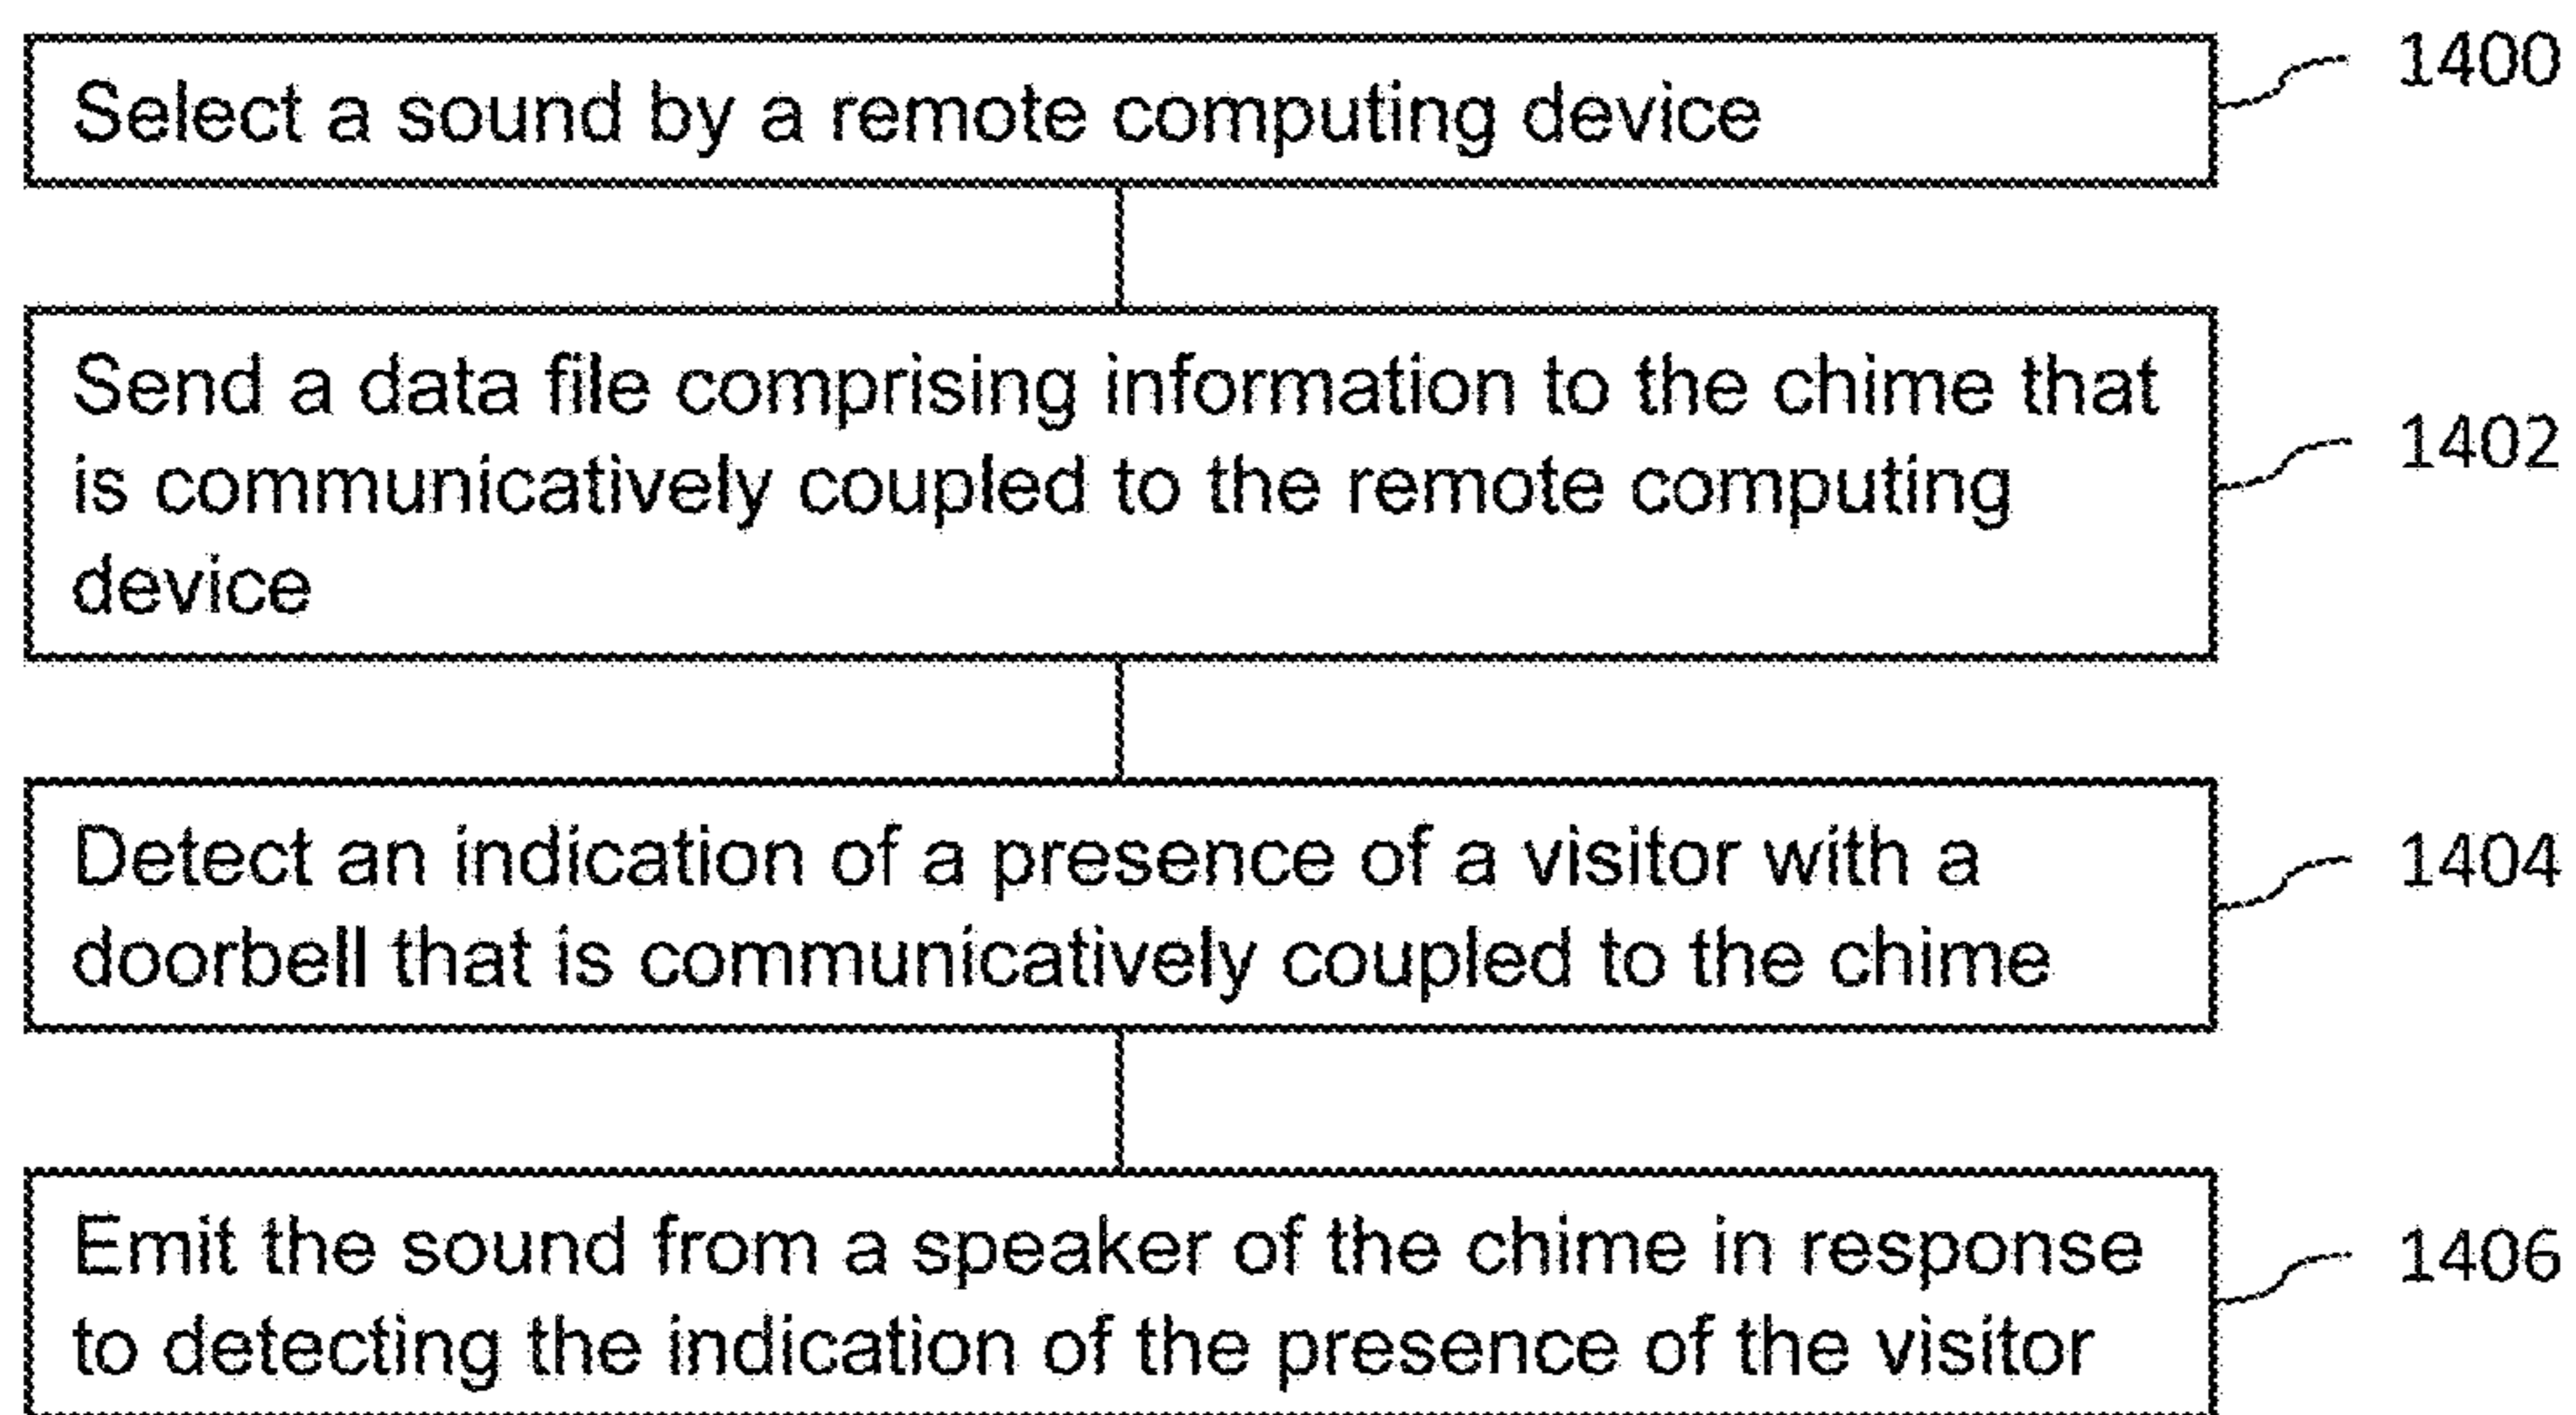 Select a sound by a remote computing device
1400
Send a data file comprising information to the chime that
is communicatively coupled to the remote computing
device
1402
Detect an indication of a presence of a visitor with a
doorbell that is communicatively coupled to the chime
1404
Emit the sound from a speaker of the chime in response
to detecting the indication of the presence of the visitor
1406